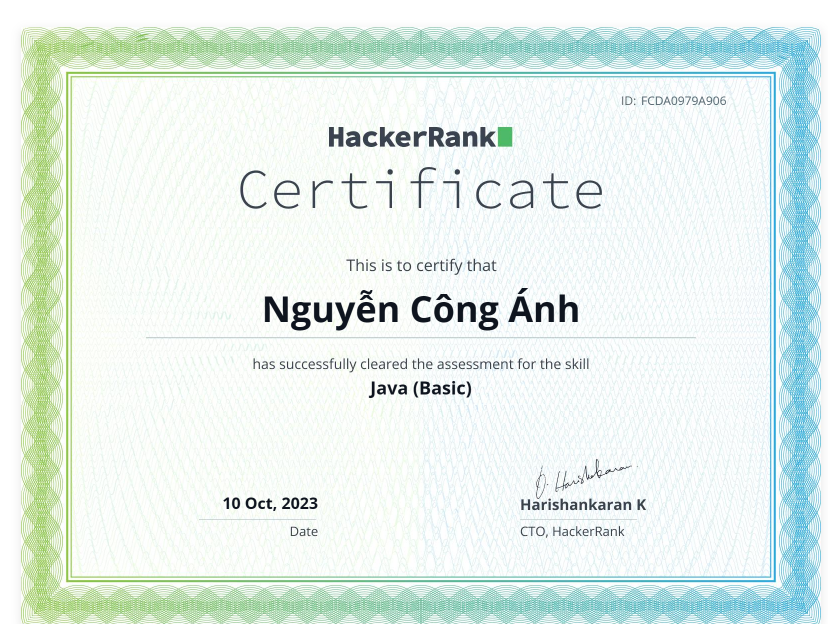 ID: FCDA0979A906
HackerRank
Certificate
This is to certify that
Nguyễn Công Ánh
has successfully cleared the assessment for the skill
Java (Basic)
10 Oct, 2023
Date
Harishankaran K
CTO, HackerRank